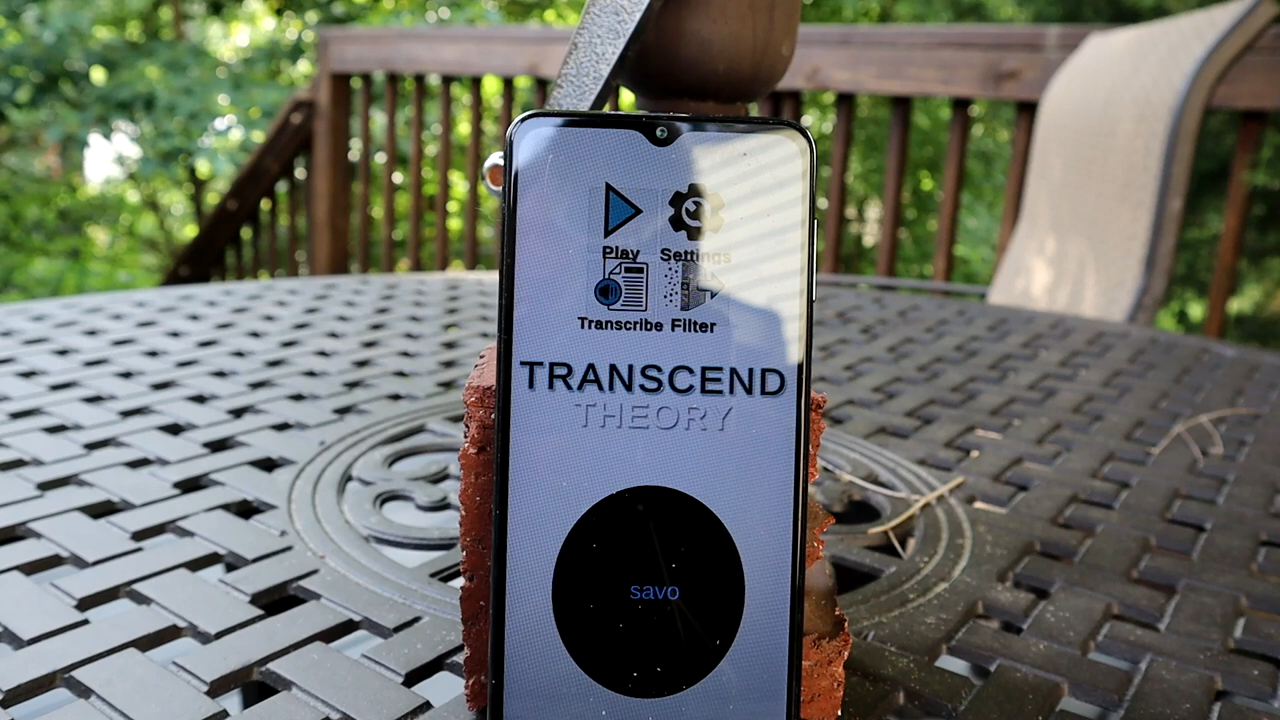 Play Settings
Transcribe Filter
TRANSCEND
THEORY
savo